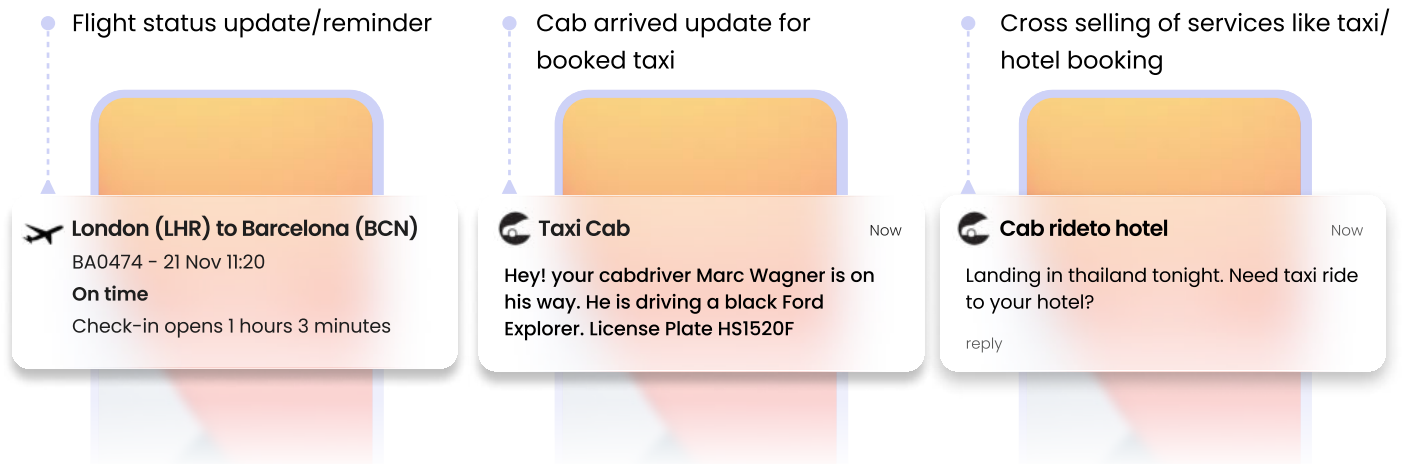 Flight status update/reminder
London (LHR) to Barcelona (BCN)
BA0474 - 21 Nov 11:20
On time
Check-in opens 1 hours 3 minutes
Cab arrived update for
booked taxi
Taxi Cab
Now
Hey! your cabdriver Marc Wagner is on
his way. He is driving a black Ford
Explorer. License Plate HS1520F
Cross selling of services like taxi/
hotel booking
Cab rideto hotel
Now
Landing in thailand tonight. Need taxi ride
to your hotel?
reply